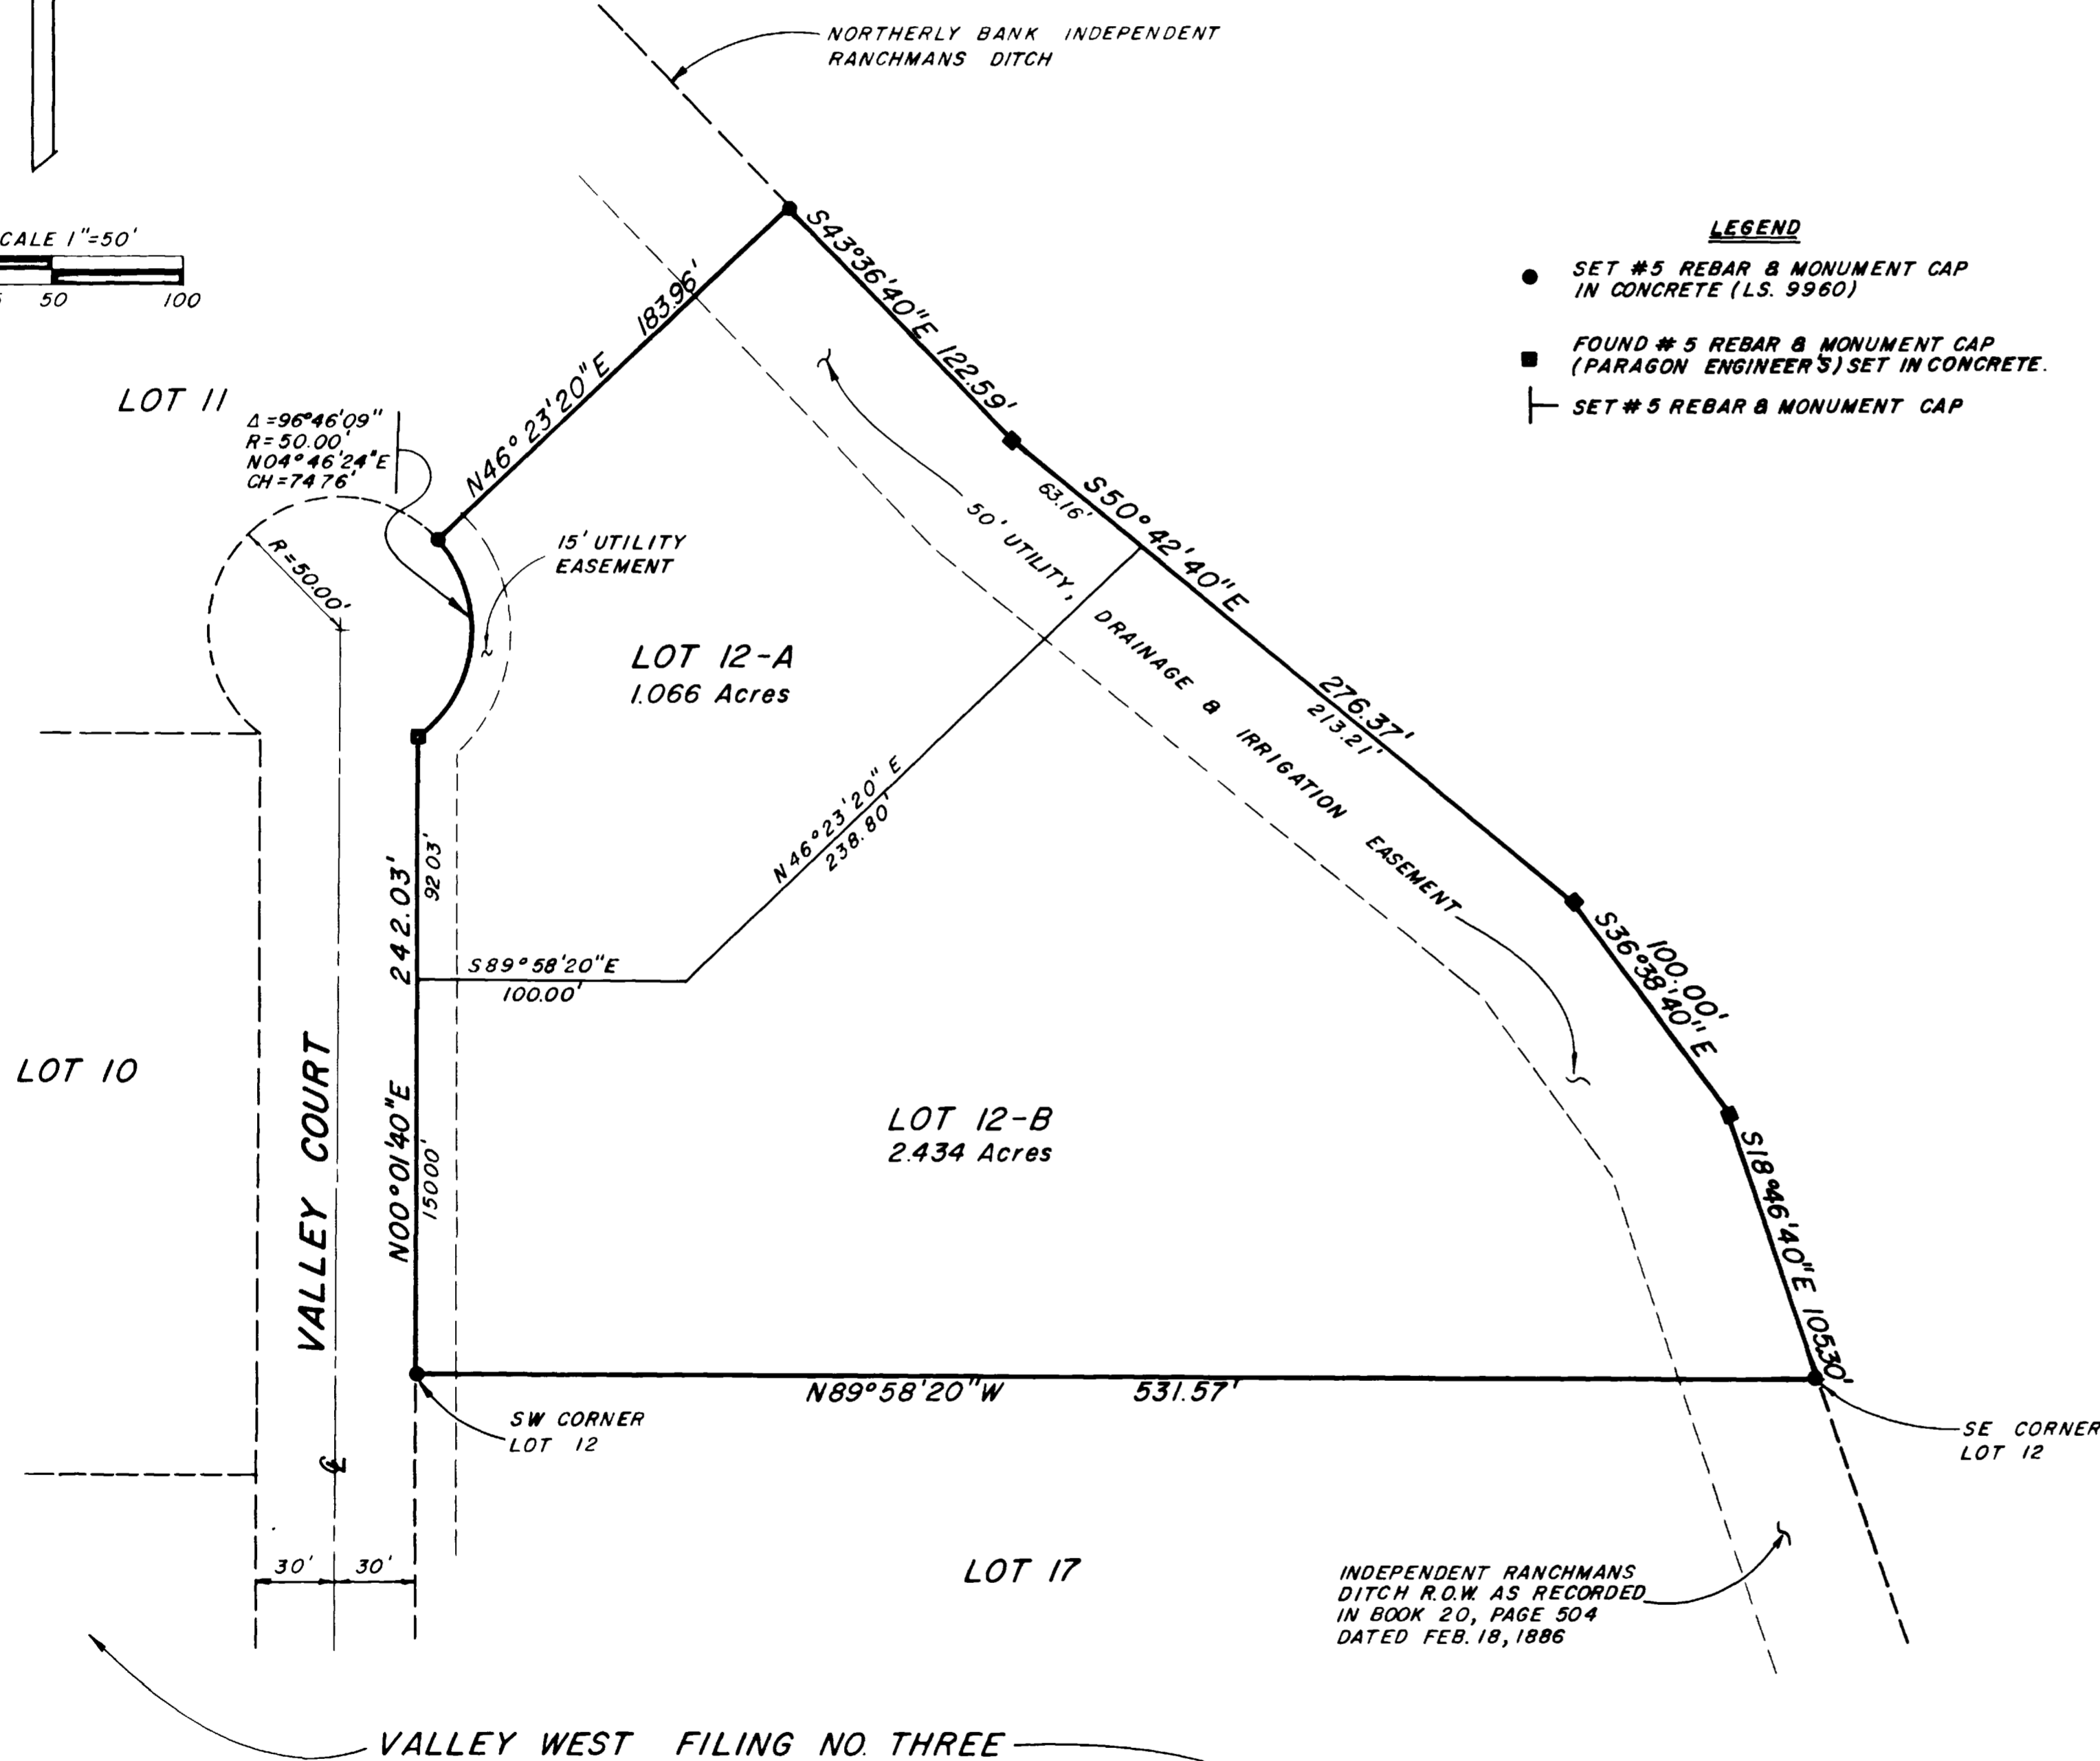 NORTHERLY BANK INDEPENDENT
RANCHMANS DITCH
CALE 1"=50'
50 100
LEGEND
SET #5 REBAR & MONUMENT CAP
IN CONCRETE (LS. 9960)
FOUND # 5 REBAR & MONUMENT CAP
(PARAGON ENGINEER'S) SET IN CONCRETE.
SET # 5 REBAR & MONUMENT CAP
S43°36'40"E 122.59'
N46°23'20"E 183.96'
LOT 11
Δ=96°46'09"
R=50.00'
N04°46'24"E
CH=74.76'
R=50.00'
15' UTILITY
EASEMENT
S50°42'40"E 276.37'
63.16'
213.21'
50' UTILITY, DRAINAGE & IRRIGATION EASEMENT
LOT 12-A
1.066 Acres
N46°23'20"E
238.80'
100.00'
S36°38'40"E
S18°46'40"E 105.30'
N00°01'40"E 242.03'
92.03'
150.00'
S89°58'20"E
100.00'
LOT 10
VALLEY COURT
LOT 12-B
2.434 Acres
N89°58'20"W 531.57'
SW CORNER
LOT 12
SE CORNER
LOT 12
℄
30' 30'
LOT 17
INDEPENDENT RANCHMANS
DITCH R.O.W. AS RECORDED
IN BOOK 20, PAGE 504
DATED FEB. 18, 1886
VALLEY WEST FILING NO. THREE